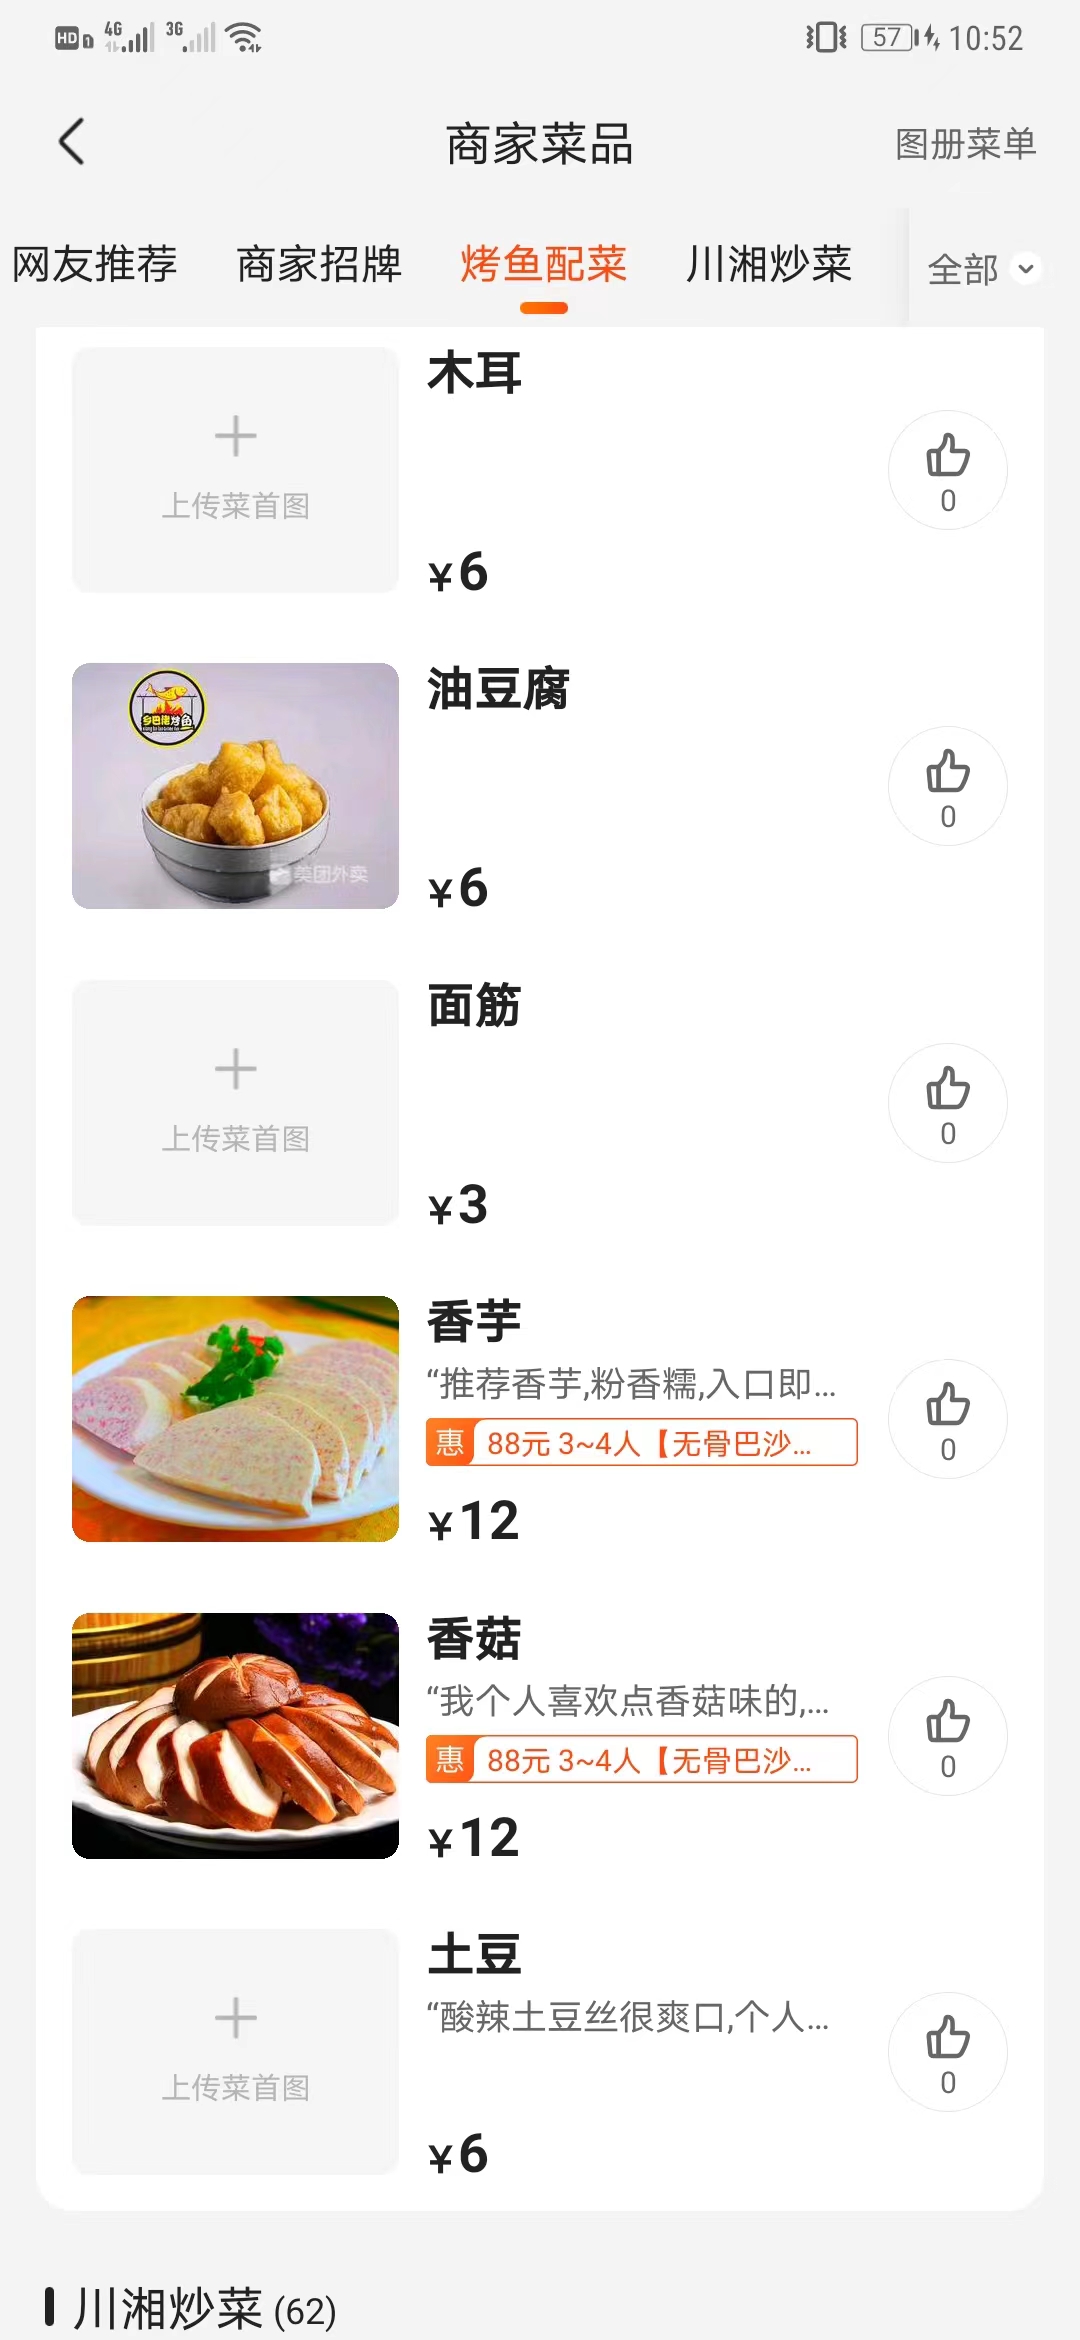 HD 1 4G 3G 57 10:52
商家菜品
图册菜单
网友推荐 商家招牌 烤鱼配菜 川湘炒菜 全部
木耳
上传菜首图
0
¥6
油豆腐
乡巴佬烤鱼
美团外卖
0
¥6
面筋
上传菜首图
0
¥3
香芋
“推荐香芋,粉香糯,入口即...
惠 88元 3~4人【无骨巴沙...
0
¥12
香菇
“我个人喜欢点香菇味的,...
惠 88元 3~4人【无骨巴沙...
0
¥12
土豆
“酸辣土豆丝很爽口,个人...
上传菜首图
0
¥6
川湘炒菜 (62)